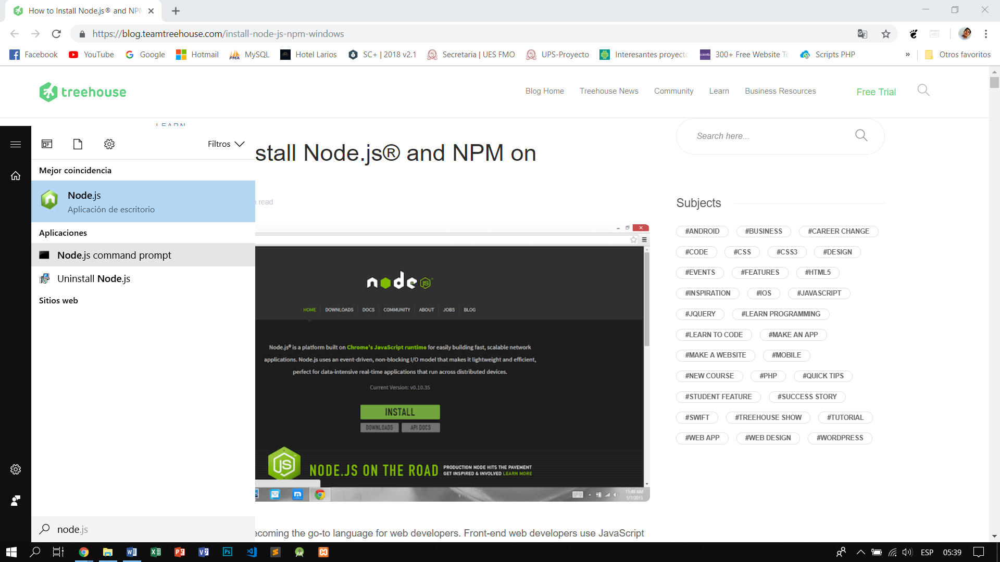 How to Install Node.js® and NPM
https://blog.teamtreehouse.com/install-node-js-npm-windows
Facebook YouTube Google Hotmail MySQL Hotel Larios SC+ | 2018 v2.1 Secretaria | UES FMO UPS-Proyecto Interesantes proyecto 300+ Free Website Te Scripts PHP » Otros favoritos
treehouse
Blog Home Treehouse News Community Learn Business Resources Free Trial
LEARN
Search here...
Filtros
stall Node.js® and NPM on
Mejor coincidencia
Node.js
Aplicación de escritorio
read
Aplicaciones
Node.js command prompt
Uninstall Node.js
Sitios web
node.js
Subjects
#ANDROID #BUSINESS #CAREER CHANGE
#CODE #CSS #CSS3 #DESIGN
#EVENTS #FEATURES #HTML5
#INSPIRATION #IOS #JAVASCRIPT
#JQUERY #LEARN PROGRAMMING
#LEARN TO CODE #MAKE AN APP
#MAKE A WEBSITE #MOBILE
#NEW COURSE #PHP #QUICK TIPS
#STUDENT FEATURE #SUCCESS STORY
#SWIFT #TREEHOUSE SHOW #TUTORIAL
#WEB APP #WEB DESIGN #WORDPRESS
node JS
HOME DOWNLOADS DOCS COMMUNITY ABOUT JOBS BLOG
Node.js® is a platform built on Chrome's JavaScript runtime for easily building fast, scalable network
applications. Node.js uses an event-driven, non-blocking I/O model that makes it lightweight and efficient,
perfect for data-intensive real-time applications that run across distributed devices.
Current Version: v0.10.35
INSTALL
DOWNLOADS API DOCS
JS NODE.JS ON THE ROAD
PRODUCTION NODE HITS THE PAVEMENT
GET INSPIRED & INVOLVED LEARN MORE
11:49 AM
1/7/2015
ecoming the go-to language for web developers. Front-end web developers use JavaScript
ESP 05:39